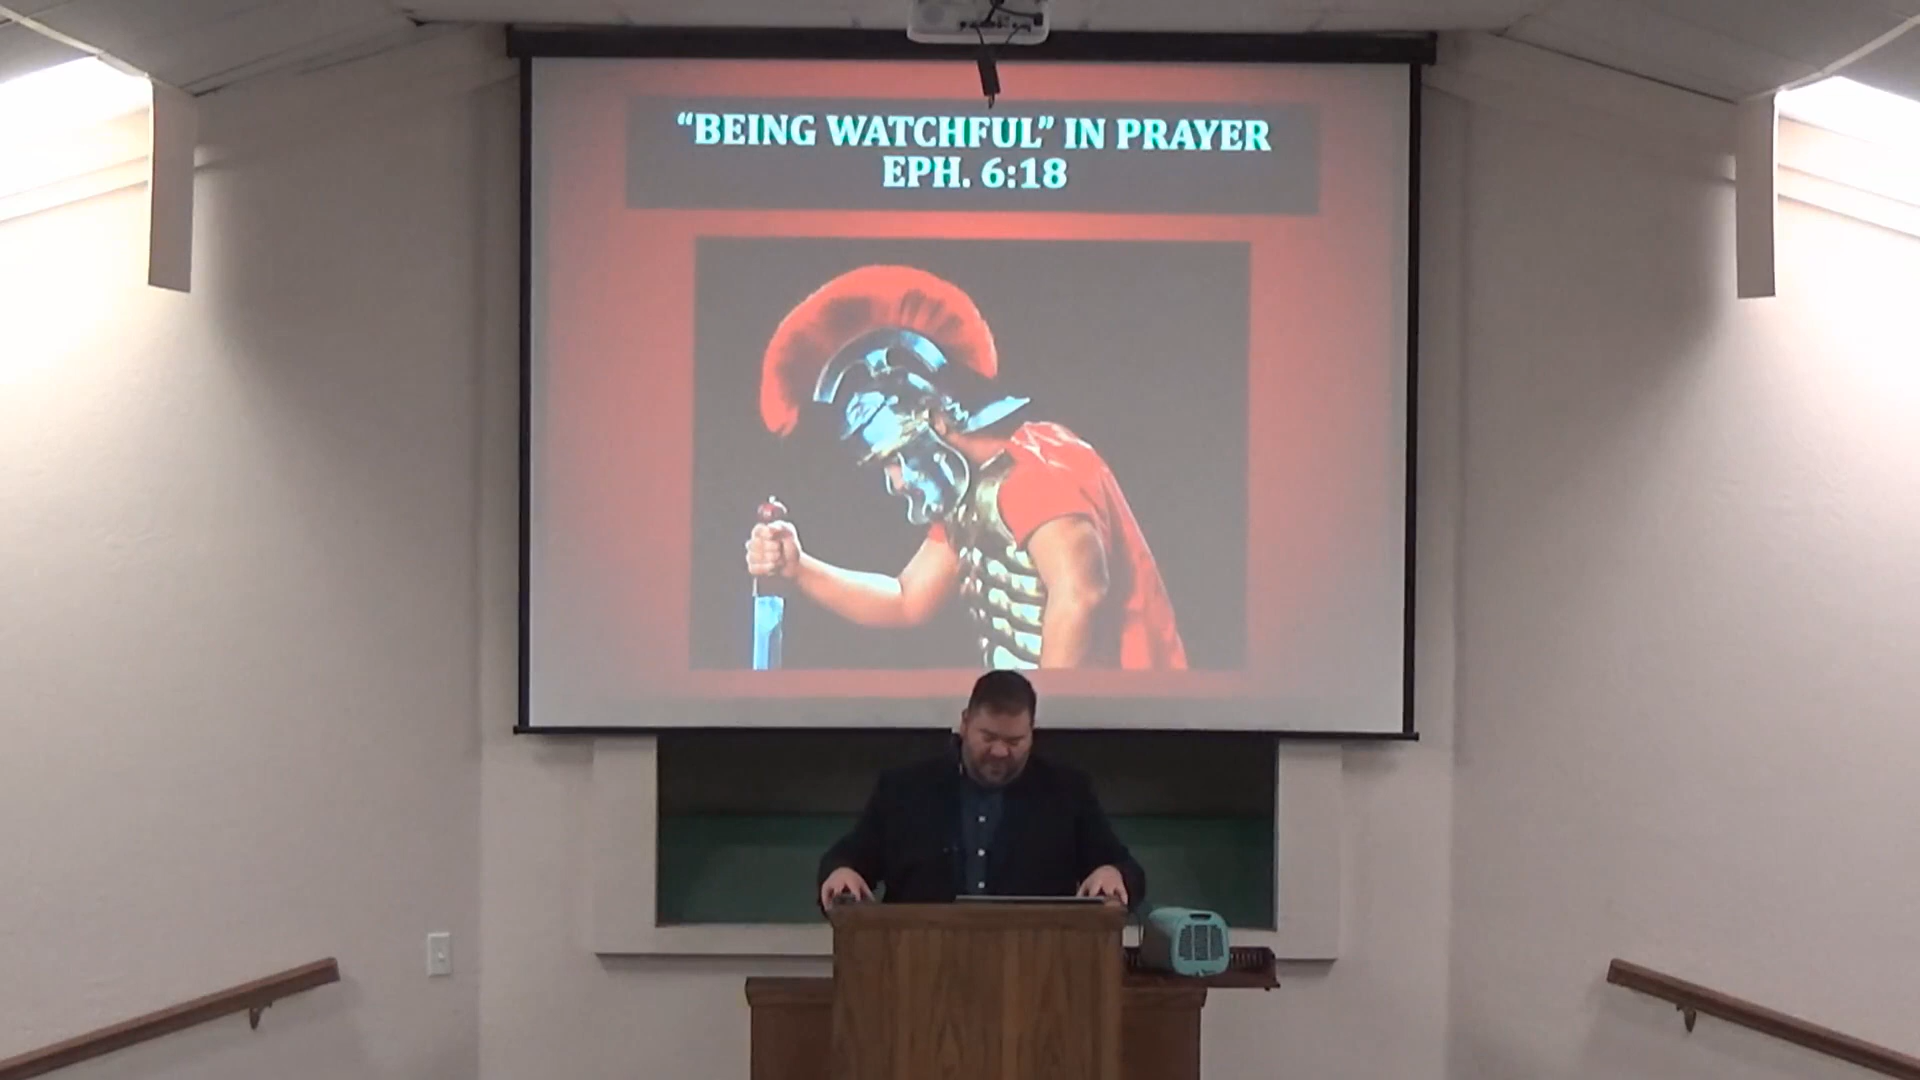 “BEING WATCHFUL” IN PRAYER
EPH. 6:18